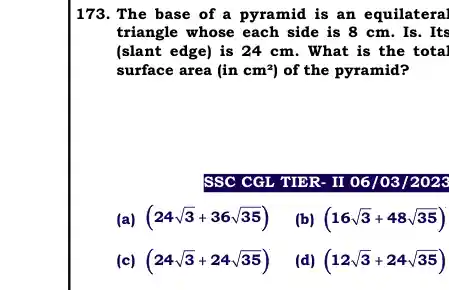 173. The base of a pyramid is an equilateral
triangle whose each side is 8 cm. Is. Its
(slant edge) is 24 cm. What is the total
surface area (in cm²) of the pyramid?
SSC CGL TIER- II 06/03/2023
(a) (24√3 + 36√35) (b) (16√3 + 48√35)
(c) (24√3 + 24√35) (d) (12√3 + 24√35)